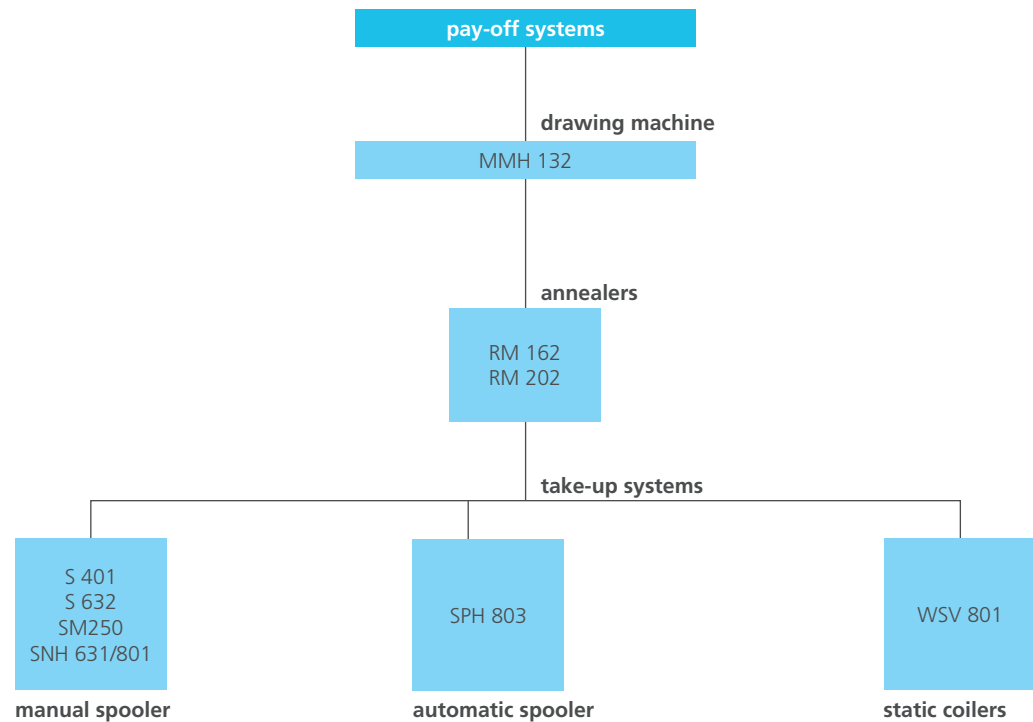 pay-off systems
drawing machine
MMH 132
annealers
RM 162
RM 202
take-up systems
S 401
S 632
SM250
SNH 631/801
manual spooler
SPH 803
automatic spooler
WSV 801
static coilers